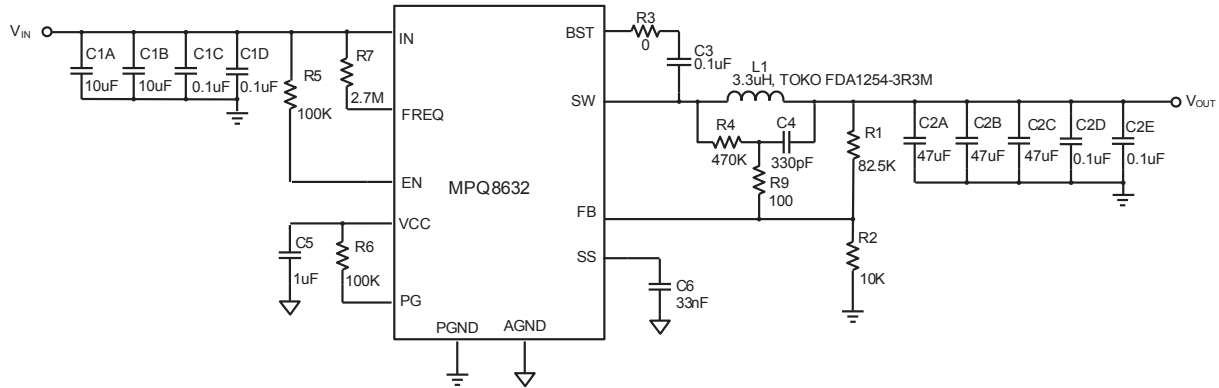 VIN
C1A
10uF
C1B
10uF
C1C
0.1uF
C1D
0.1uF
R5
100K
R7
2.7M
C5
1uF
R6
100K
IN
FREQ
EN
VCC
PG
MPQ8632
PGND
AGND
BST
SW
FB
SS
R3
0
C3
0.1uF
L1
3.3uH, TOKO FDA1254-3R3M
R4
470K
C4
330pF
R9
100
R1
82.5K
R2
10K
C6
33nF
C2A
47uF
C2B
47uF
C2C
47uF
C2D
0.1uF
C2E
0.1uF
VOUT